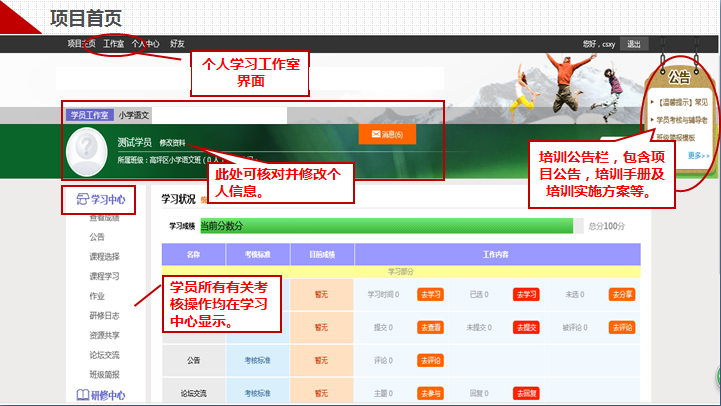 项目首页
项目主页 工作室 个人中心 好友
您好，csxy 退出
个人学习工作室
界面
公告
【温馨提示】常见
学员考核与辅导老
班级简报模板
更多>>
学员工作室 小学语文
测试学员 修改资料
消息(6)
所属班级：高坪区小学语文班
此处可核对并修改个
人信息。
培训公告栏，包含项
目公告，培训手册及
培训实施方案等。
学习中心
查看成绩
公告
课程选择
课程学习
作业
研修日志
资源共享
论坛交流
班级简报
研修中心
学习状况
学习成绩 当前分数分 总分100分
名称 考核标准 目前成绩 工作内容
学习部分
学员所有有关考
核操作均在学习
中心显示。
暂无 学习时间 0 去学习 已选 0 去学习 未选 0 去分享
暂无 提交 0 去查看 未提交 0 去提交 被评论 0 去评论
公告 考核标准 暂无 评论 0 去评论
论坛交流 考核标准 暂无 主题 0 去参与 回复 0 去回复